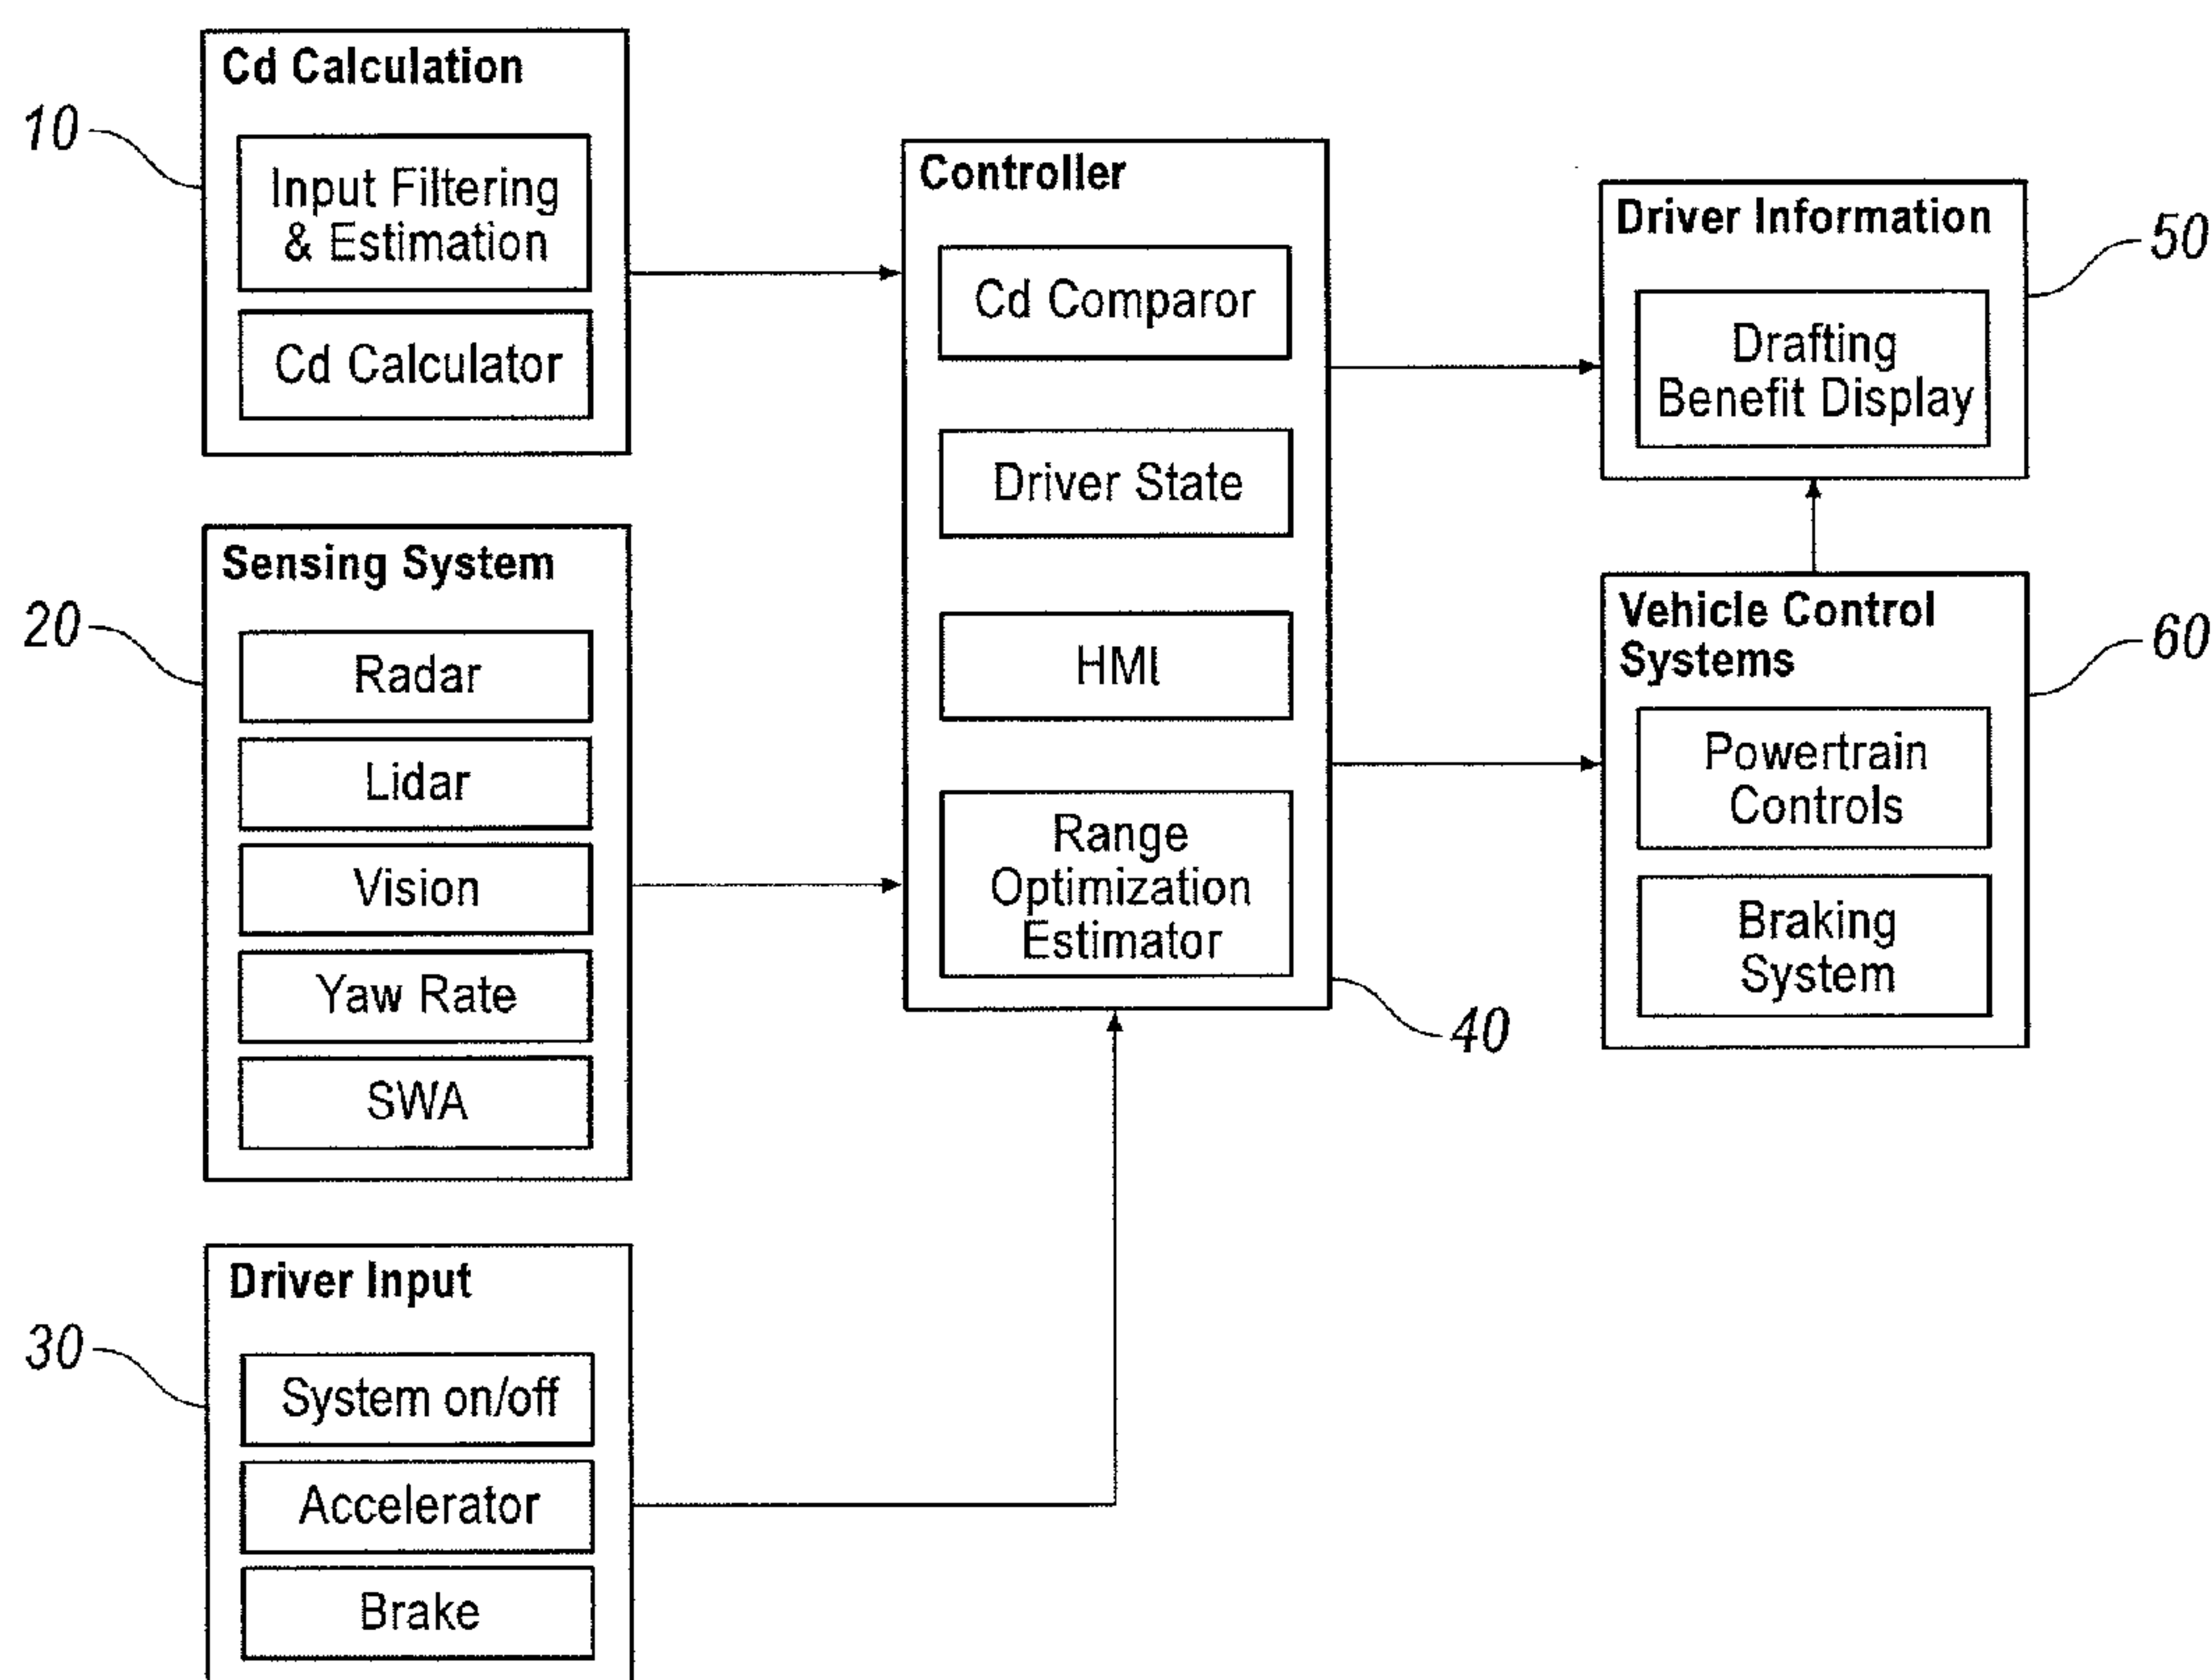 Cd Calculation
10
Input Filtering
& Estimation
Cd Calculator
Sensing System
20
Radar
Lidar
Vision
Yaw Rate
SWA
Driver Input
30
System on/off
Accelerator
Brake
Controller
Cd Comparor
Driver State
HMI
Range
Optimization
Estimator
40
Driver Information
50
Drafting
Benefit Display
Vehicle Control
Systems
60
Powertrain
Controls
Braking
System